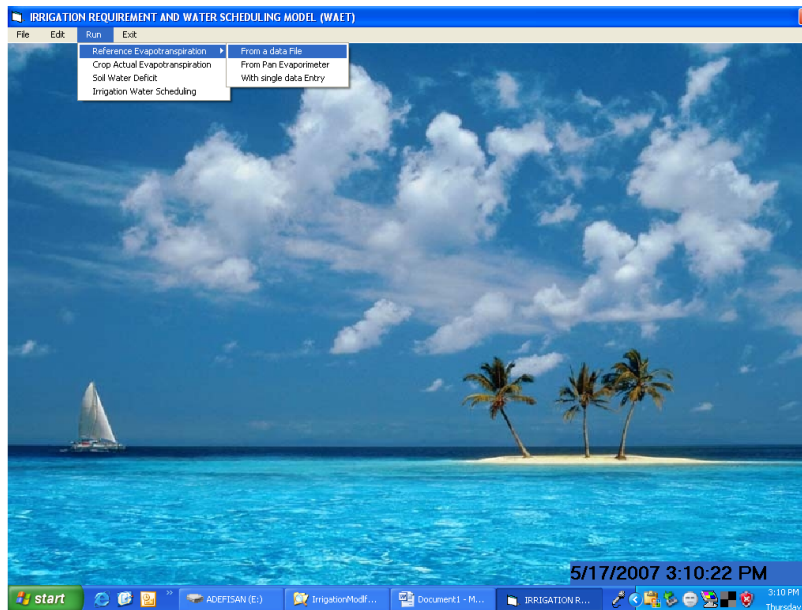 IRRIGATION REQUIREMENT AND WATER SCHEDULING MODEL (WAET)
File Edit Run Exit
Reference Evapotranspiration From a data File
Crop Actual Evapotranspiration From Pan Evaporimeter
Soil Water Deficit With single data Entry
Irrigation Water Scheduling
5/17/2007 3:10:22 PM
start ADEFISAN (E:) IrrigationModIf... Document1 - M... IRRIGATION R... 3:10 PM
Thursday